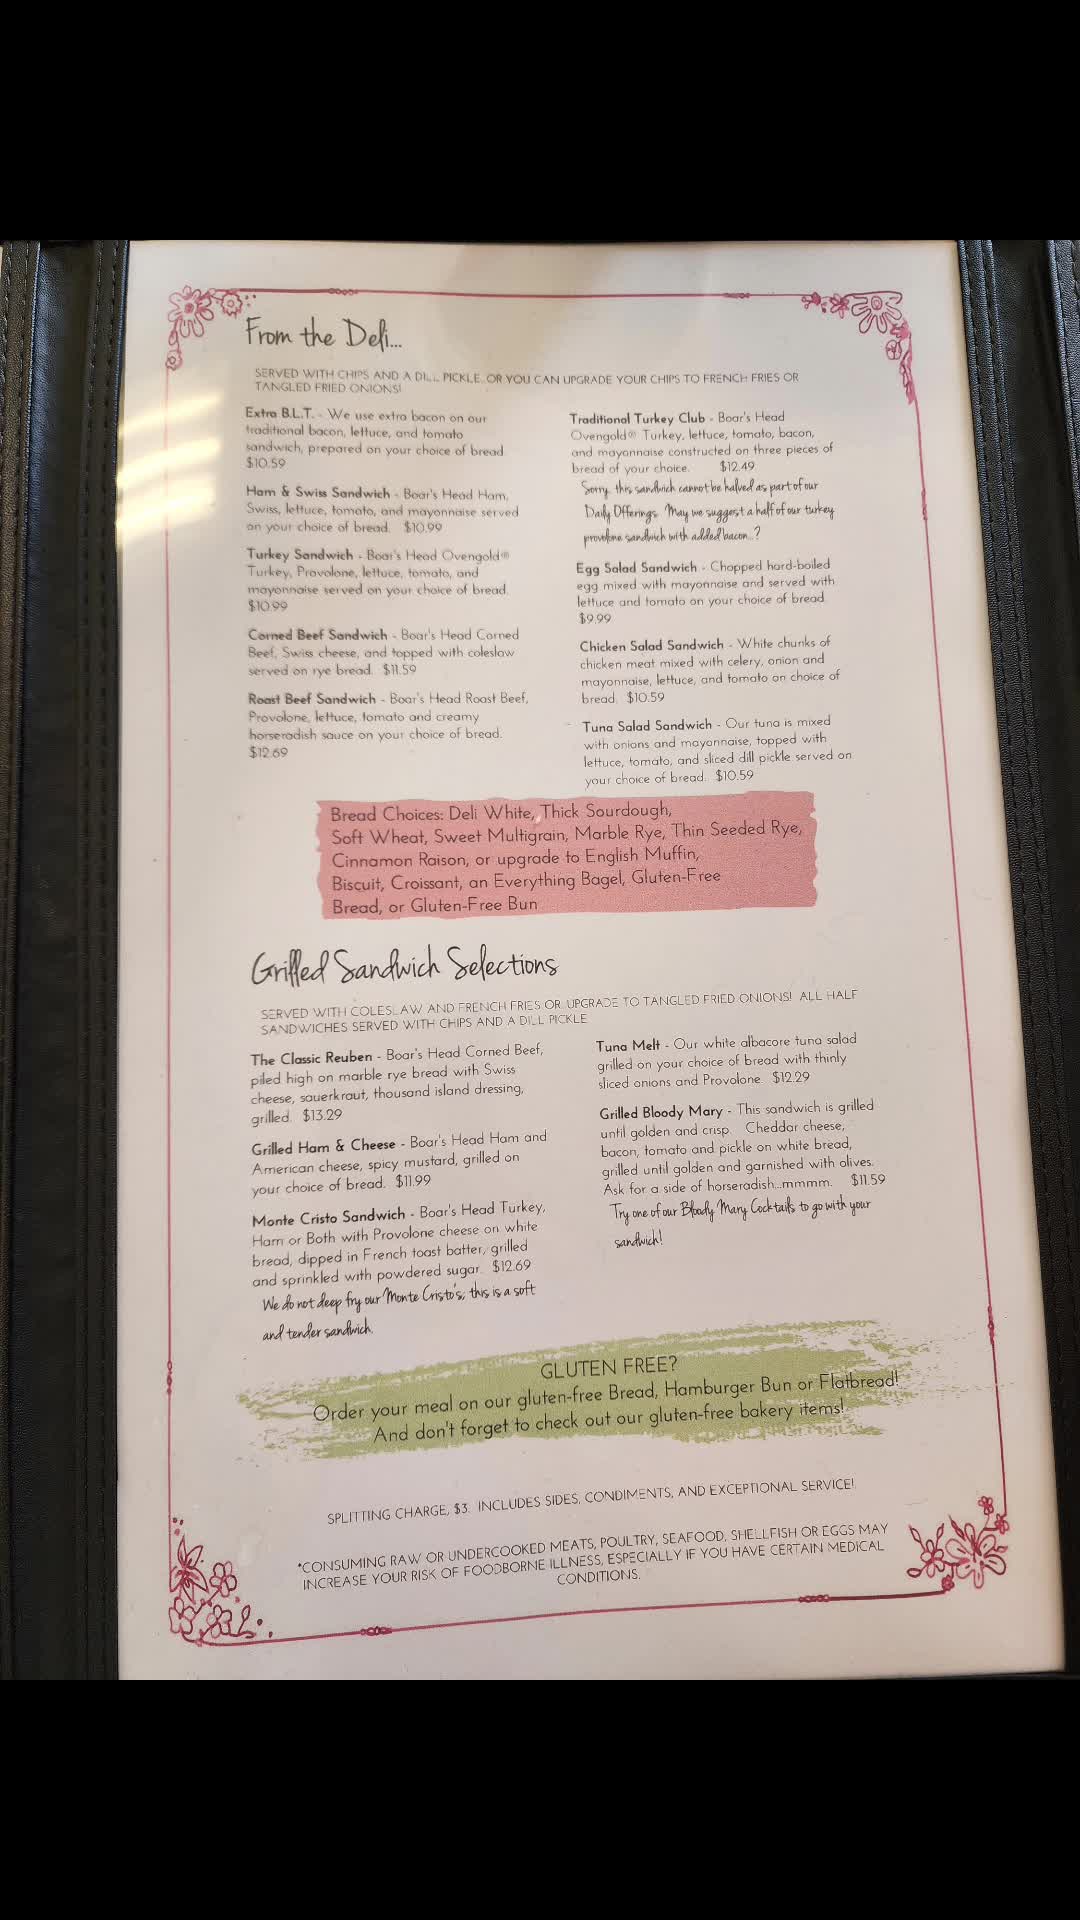 From the Deli...
SERVED WITH CHIPS AND A DILL PICKLE, OR YOU CAN UPGRADE YOUR CHIPS TO FRENCH FRIES OR
TANGLED FRIED ONIONS!
Extra B.L.T. - We use extra bacon on our
traditional bacon, lettuce, and tomato
sandwich, prepared on your choice of bread.
$10.59
Ham & Swiss Sandwich - Boar's Head Ham,
Swiss, lettuce, tomato, and mayonnaise served
on your choice of bread. $10.99
Turkey Sandwich - Boar's Head Ovengold®
Turkey, Provolone, lettuce, tomato, and
mayonnaise served on your choice of bread.
$10.99
Corned Beef Sandwich - Boar's Head Corned
Beef, Swiss cheese, and topped with coleslaw
served on rye bread. $11.59
Roast Beef Sandwich - Boar's Head Roast Beef,
Provolone, lettuce, tomato and creamy
horseradish sauce on your choice of bread.
$12.69
Traditional Turkey Club - Boar's Head
Ovengold® Turkey, lettuce, tomato, bacon,
and mayonnaise constructed on three pieces of
bread of your choice. $12.49
Sorry, this sandwich cannot be halved as part of our
Daily Offerings. May we suggest a half of our turkey
provolone sandwich with added bacon...?
Egg Salad Sandwich - Chopped hard-boiled
egg mixed with mayonnaise and served with
lettuce and tomato on your choice of bread.
$9.99
Chicken Salad Sandwich - White chunks of
chicken meat mixed with celery, onion and
mayonnaise, lettuce, and tomato on choice of
bread. $10.59
Tuna Salad Sandwich - Our tuna is mixed
with onions and mayonnaise, topped with
lettuce, tomato, and sliced dill pickle served on
your choice of bread. $10.59
Bread Choices: Deli White, Thick Sourdough,
Soft Wheat, Sweet Multigrain, Marble Rye, Thin Seeded Rye,
Cinnamon Raison, or upgrade to English Muffin,
Biscuit, Croissant, an Everything Bagel, Gluten-Free
Bread, or Gluten-Free Bun
Grilled Sandwich Selections
SERVED WITH COLESLAW AND FRENCH FRIES OR UPGRADE TO TANGLED FRIED ONIONS! ALL HALF
SANDWICHES SERVED WITH CHIPS AND A DILL PICKLE
The Classic Reuben - Boar's Head Corned Beef,
piled high on marble rye bread with Swiss
cheese, sauerkraut, thousand island dressing,
grilled. $13.29
Grilled Ham & Cheese - Boar's Head Ham and
American cheese, spicy mustard, grilled on
your choice of bread. $11.99
Monte Cristo Sandwich - Boar's Head Turkey,
Ham or Both with Provolone cheese on white
bread, dipped in French toast batter, grilled
and sprinkled with powdered sugar. $12.69
We do not deep fry our Monte Cristo's; this is a soft
and tender sandwich.
Tuna Melt - Our white albacore tuna salad
grilled on your choice of bread with thinly
sliced onions and Provolone $12.29
Grilled Bloody Mary - This sandwich is grilled
until golden and crisp. Cheddar cheese,
bacon, tomato and pickle on white bread,
grilled until golden and garnished with olives.
Ask for a side of horseradish...mmmm. $11.59
Try one of our Bloody Mary Cocktails to go with your
sandwich!
GLUTEN FREE?
Order your meal on our gluten-free Bread, Hamburger Bun or Flatbread!
And don't forget to check out our gluten-free bakery items!
SPLITTING CHARGE, $3. INCLUDES SIDES, CONDIMENTS, AND EXCEPTIONAL SERVICE!
*CONSUMING RAW OR UNDERCOOKED MEATS, POULTRY, SEAFOOD, SHELLFISH OR EGGS MAY
INCREASE YOUR RISK OF FOODBORNE ILLNESS, ESPECIALLY IF YOU HAVE CERTAIN MEDICAL
CONDITIONS.